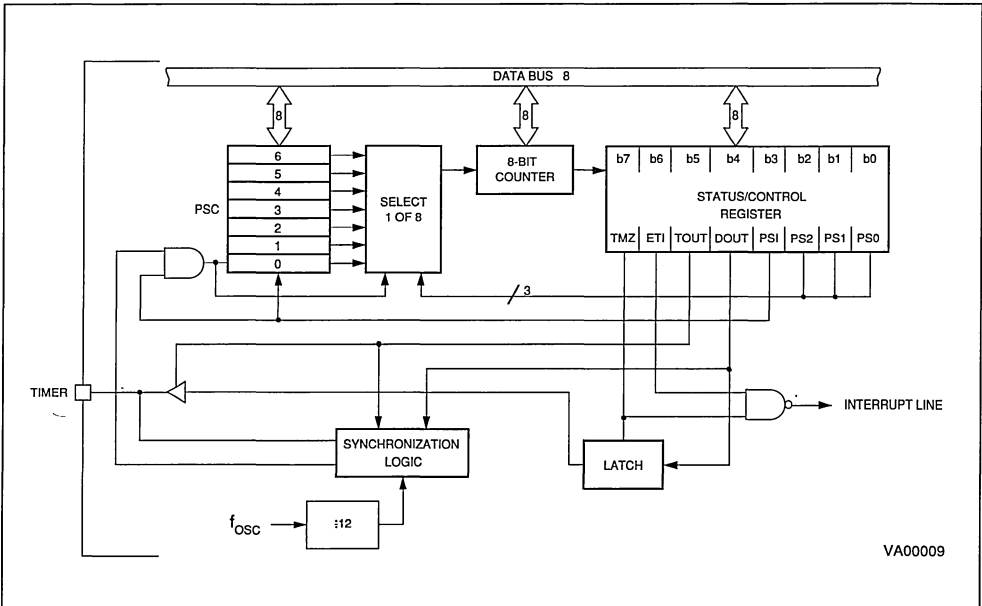 DATA BUS 8
8 8 8
6
5
4
3
2
1
0
PSC
SELECT
1 OF 8
8-BIT
COUNTER
b7 b6 b5 b4 b3 b2 b1 b0
STATUS/CONTROL
REGISTER
TMZ ETI TOUT DOUT PSI PS2 PS1 PS0
3
TIMER
SYNCHRONIZATION
LOGIC
LATCH
INTERRUPT LINE
fOSC
÷12
VA00009